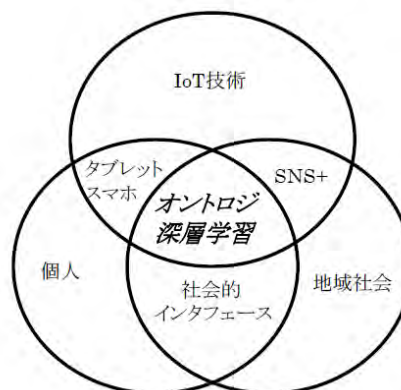 IoT技術
タブレット
スマホ
SNS+
オントロジ
深層学習
個人
社会的
インタフェース
地域社会